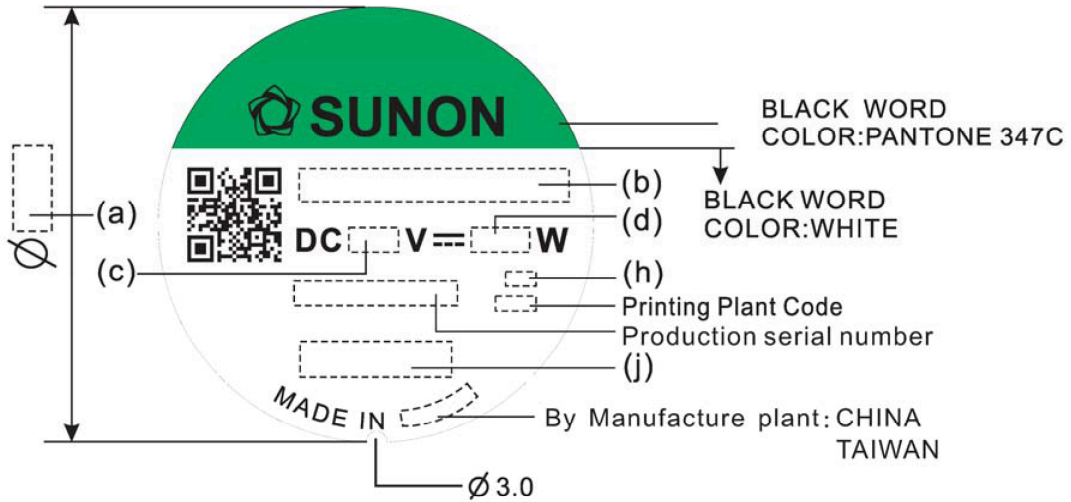 SUNON
BLACK WORD
COLOR:PANTONE 347C
(b)
BLACK WORD
COLOR:WHITE
(a)
Ø
(d)
DC V⎓ W
(c)
(h)
Printing Plant Code
Production serial number
(j)
MADE IN
By Manufacture plant: CHINA
TAIWAN
Ø 3.0